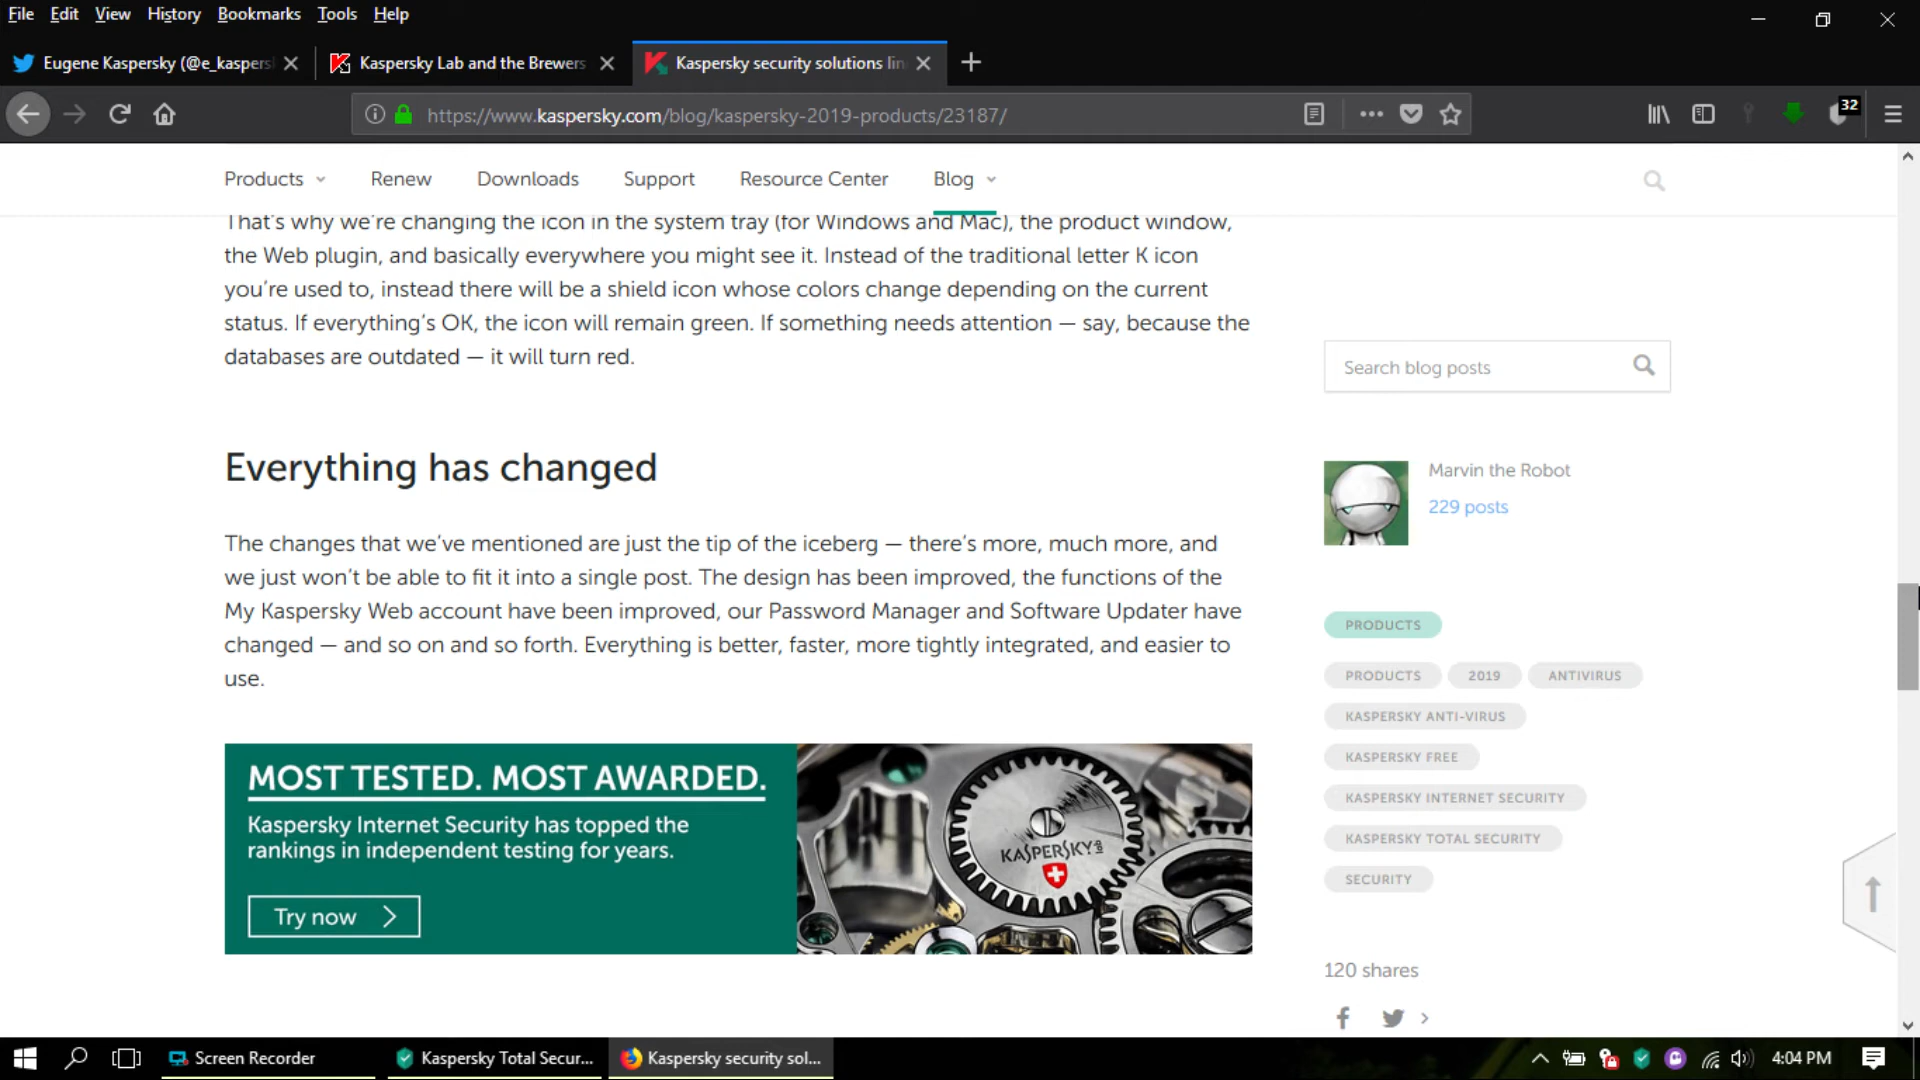 File Edit View History Bookmarks Tools Help
Eugene Kaspersky (@e_kaspers
Kaspersky Lab and the Brewers
Kaspersky security solutions lin
https://www.kaspersky.com/blog/kaspersky-2019-products/23187/
32
Products Renew Downloads Support Resource Center Blog
That's why we're changing the icon in the system tray (for Windows and Mac), the product window,
the Web plugin, and basically everywhere you might see it. Instead of the traditional letter K icon
you're used to, instead there will be a shield icon whose colors change depending on the current
status. If everything's OK, the icon will remain green. If something needs attention — say, because the
databases are outdated — it will turn red.
Everything has changed
The changes that we've mentioned are just the tip of the iceberg — there's more, much more, and
we just won't be able to fit it into a single post. The design has been improved, the functions of the
My Kaspersky Web account have been improved, our Password Manager and Software Updater have
changed — and so on and so forth. Everything is better, faster, more tightly integrated, and easier to
use.
MOST TESTED. MOST AWARDED.
Kaspersky Internet Security has topped the
rankings in independent testing for years.
Try now
KASPERSKY lab
Search blog posts
Marvin the Robot
229 posts
PRODUCTS
PRODUCTS 2019 ANTIVIRUS
KASPERSKY ANTI-VIRUS
KASPERSKY FREE
KASPERSKY INTERNET SECURITY
KASPERSKY TOTAL SECURITY
SECURITY
120 shares
Screen Recorder
Kaspersky Total Secur...
Kaspersky security sol...
4:04 PM